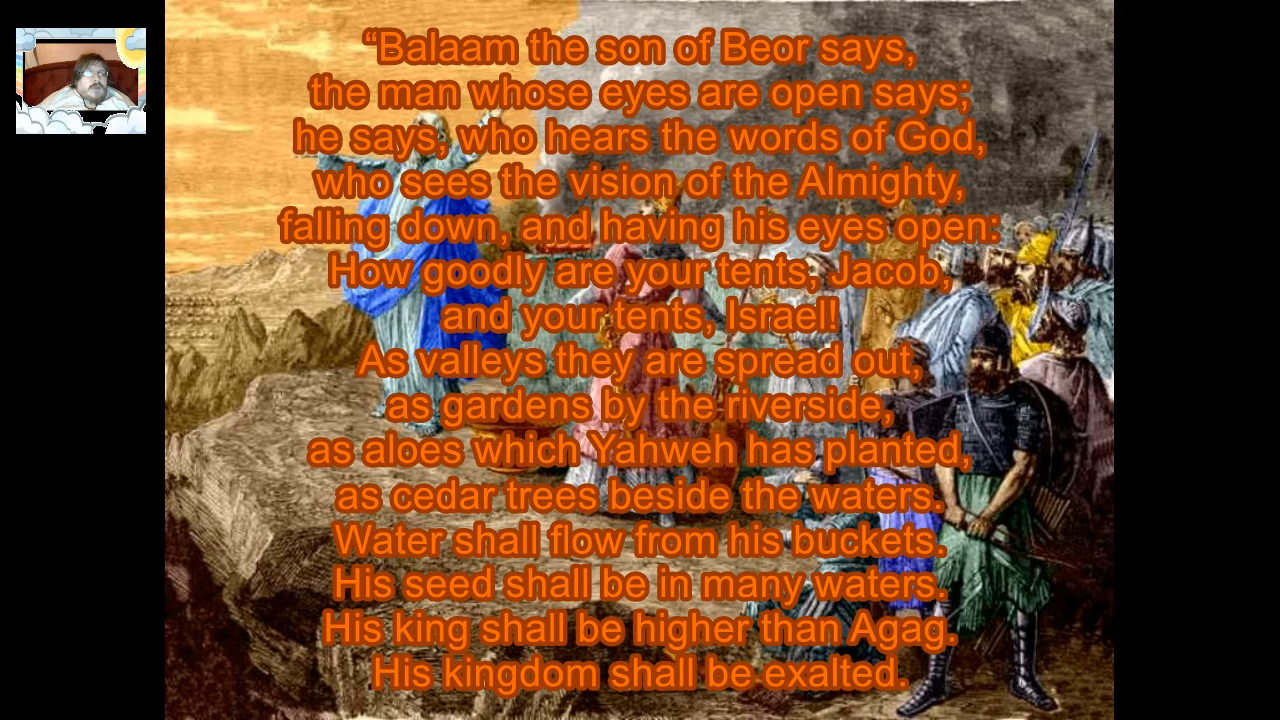 “Balaam the son of Beor says,
the man whose eyes are open says;
he says, who hears the words of God,
who sees the vision of the Almighty,
falling down, and having his eyes open:
How goodly are your tents, Jacob,
and your tents, Israel!
As valleys they are spread out,
as gardens by the riverside,
as aloes which Yahweh has planted,
as cedar trees beside the waters.
Water shall flow from his buckets.
His seed shall be in many waters.
His king shall be higher than Agag.
His kingdom shall be exalted.